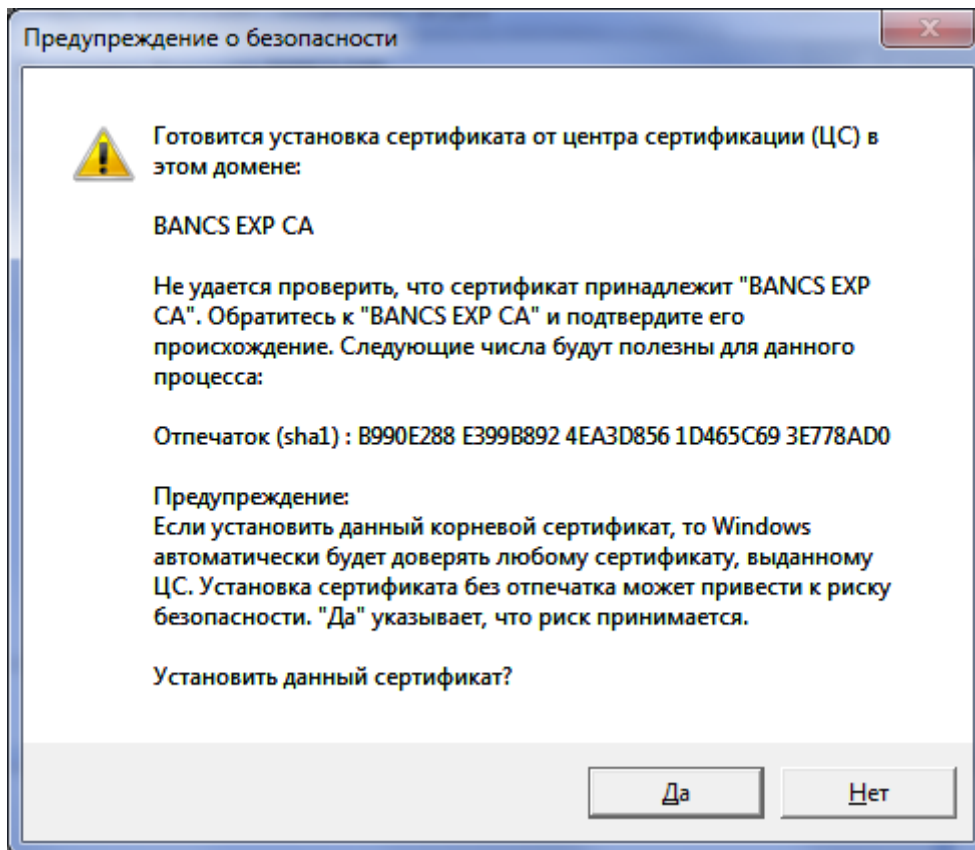 Предупреждение о безопасности
Готовится установка сертификата от центра сертификации (ЦС) в
этом домене:
BANCS EXP CA
Не удается проверить, что сертификат принадлежит "BANCS EXP
CA". Обратитесь к "BANCS EXP CA" и подтвердите его
происхождение. Следующие числа будут полезны для данного
процесса:
Отпечаток (sha1) : B990E288 E399B892 4EA3D856 1D465C69 3E778AD0
Предупреждение:
Если установить данный корневой сертификат, то Windows
автоматически будет доверять любому сертификату, выданному
ЦС. Установка сертификата без отпечатка может привести к риску
безопасности. "Да" указывает, что риск принимается.
Установить данный сертификат?
Да
Нет